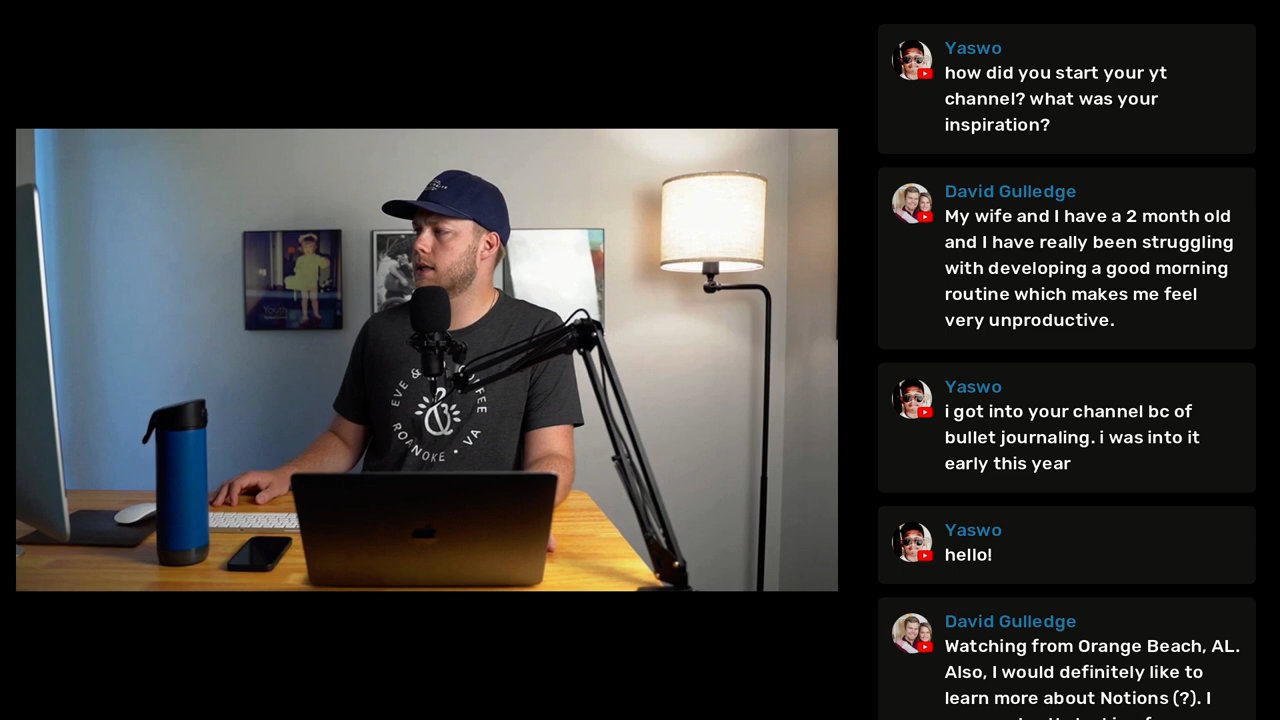 Yaswo
how did you start your yt
channel? what was your
inspiration?
David Gulledge
My wife and I have a 2 month old
and I have really been struggling
with developing a good morning
routine which makes me feel
very unproductive.
Yaswo
i got into your channel bc of
bullet journaling. i was into it
early this year
Yaswo
hello!
David Gulledge
Watching from Orange Beach, AL.
Also, I would definitely like to
learn more about Notions (?). I
EVE &
ROANOKE • VA